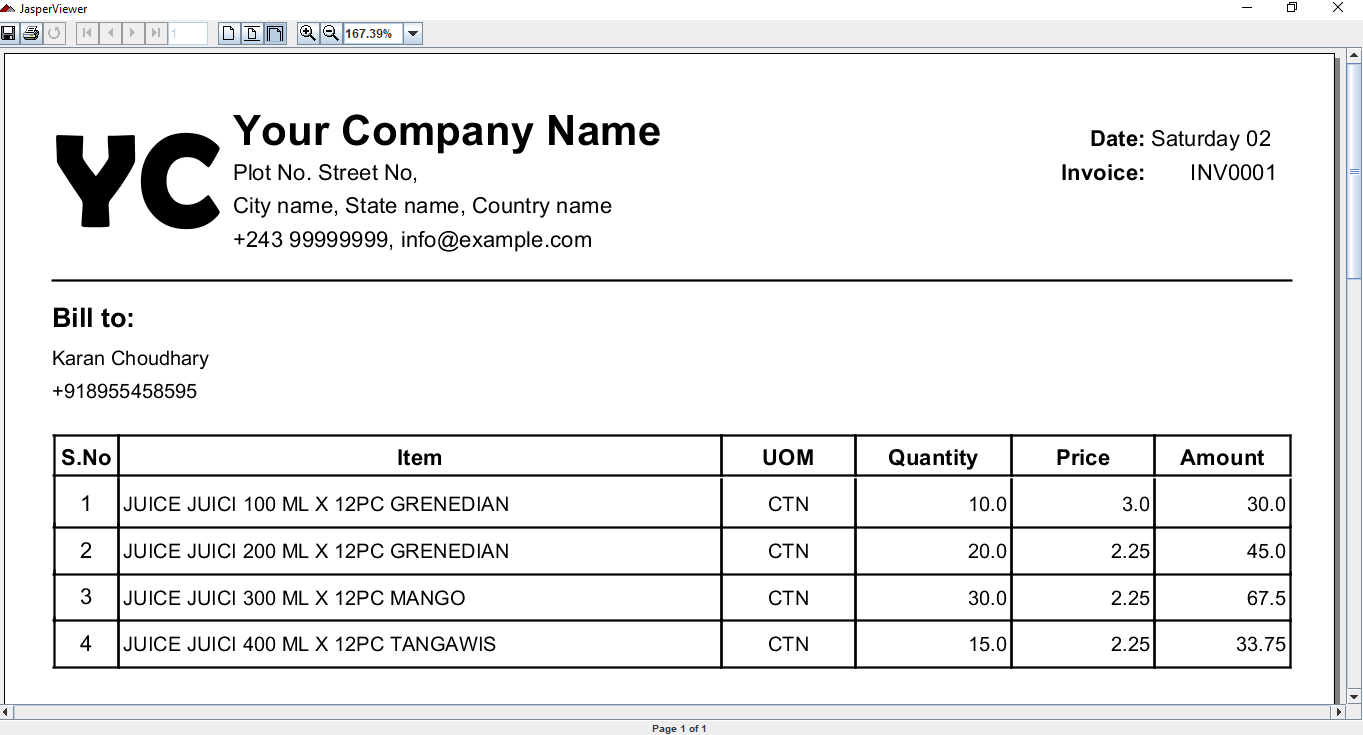 JasperViewer
1
167.39%
YC
Your Company Name
Plot No. Street No,
City name, State name, Country name
+243 99999999, info@example.com
Date: Saturday 02
Invoice: INV0001
Bill to:
Karan Choudhary
+918955458595
S.No Item UOM Quantity Price Amount
1 JUICE JUICI 100 ML X 12PC GRENEDIAN CTN 10.0 3.0 30.0
2 JUICE JUICI 200 ML X 12PC GRENEDIAN CTN 20.0 2.25 45.0
3 JUICE JUICI 300 ML X 12PC MANGO CTN 30.0 2.25 67.5
4 JUICE JUICI 400 ML X 12PC TANGAWIS CTN 15.0 2.25 33.75
Page 1 of 1